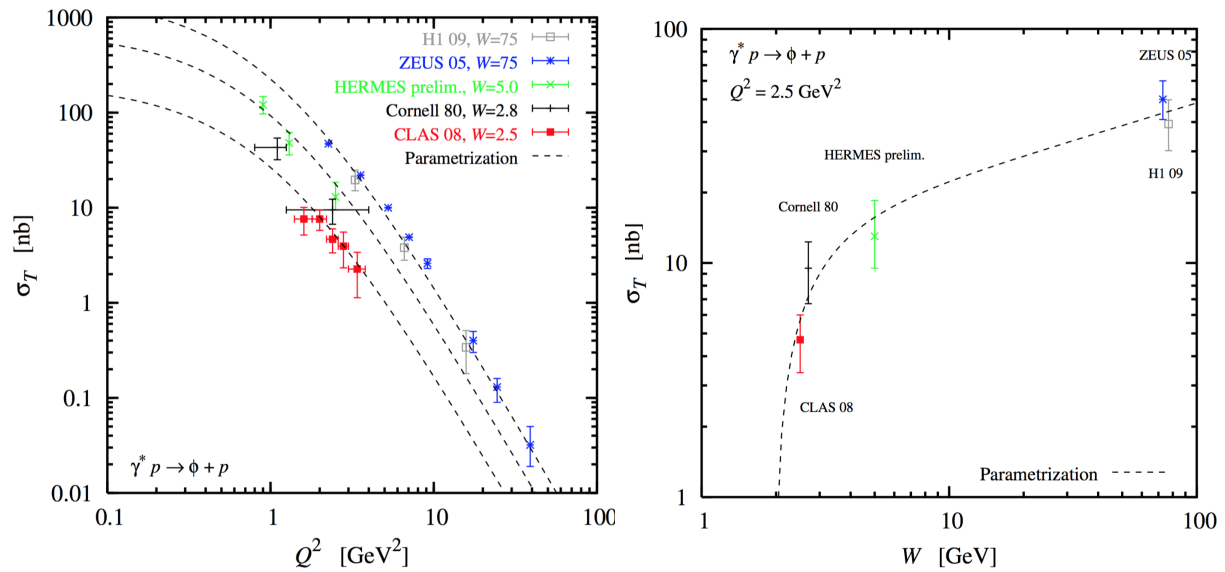 1000
100
10
1
0.1
0.01
σ_T [nb]
H1 09, W=75
ZEUS 05, W=75
HERMES prelim., W=5.0
Cornell 80, W=2.8
CLAS 08, W=2.5
Parametrization
γ* p → ϕ + p
0.1 1 10 100
Q² [GeV²]
100
10
1
σ_T [nb]
γ* p → ϕ + p
Q² = 2.5 GeV²
ZEUS 05
H1 09
HERMES prelim.
Cornell 80
CLAS 08
Parametrization
1 10 100
W [GeV]